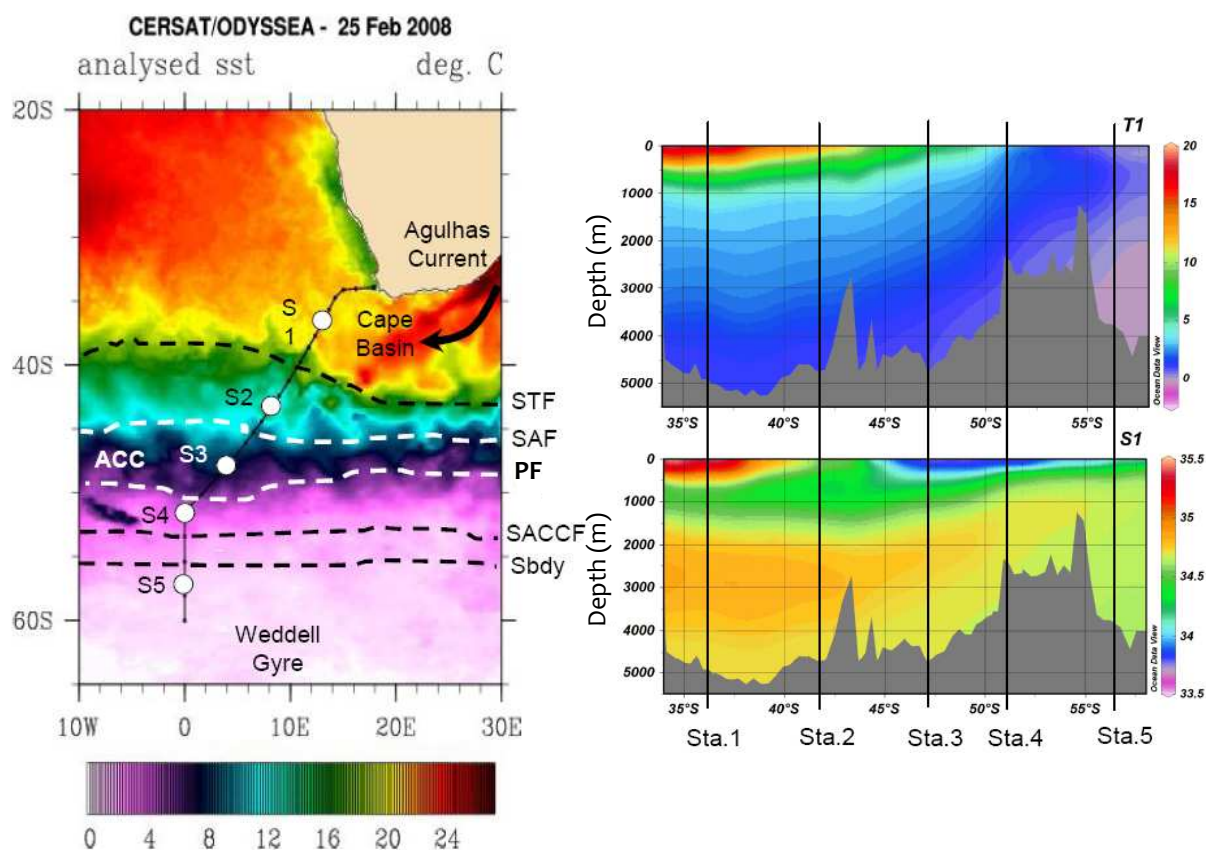 CERSAT/ODYSSEA - 25 Feb 2008
analysed sst deg. C
20S
40S
60S
10W 0 10E 20E 30E
Agulhas
Current
Cape
Basin
S
1
S2
S3
S4
S5
ACC
STF
SAF
PF
SACCF
Sbdy
Weddell
Gyre
0 4 8 12 16 20 24
T1
Depth (m)
0
1000
2000
3000
4000
5000
35°S 40°S 45°S 50°S 55°S
Ocean Data View
20
15
10
5
0
S1
Depth (m)
0
1000
2000
3000
4000
5000
35°S 40°S 45°S 50°S 55°S
Ocean Data View
35.5
35
34.5
34
33.5
Sta.1 Sta.2 Sta.3 Sta.4 Sta.5